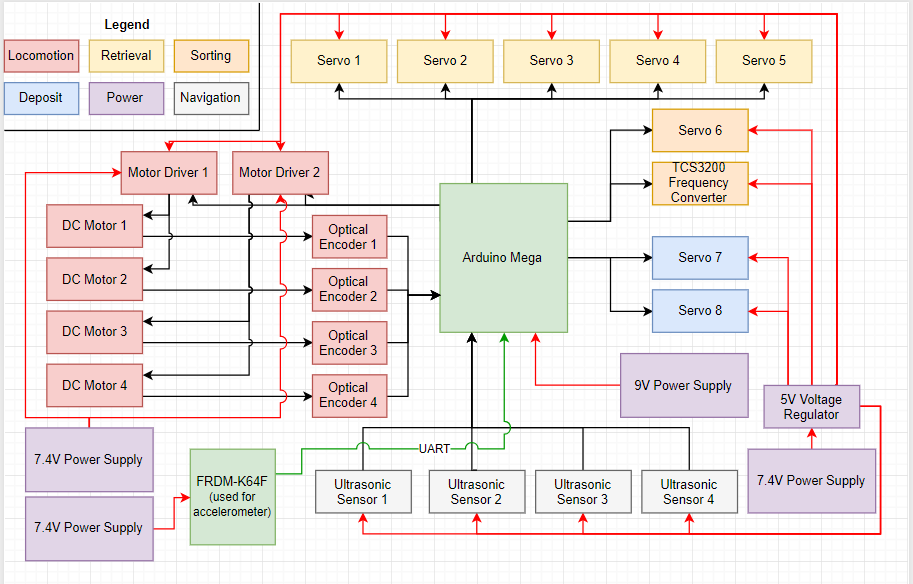 Legend
Locomotion
Retrieval
Sorting
Deposit
Power
Navigation
Servo 1
Servo 2
Servo 3
Servo 4
Servo 5
Servo 6
TCS3200
Frequency
Converter
Motor Driver 1
Motor Driver 2
DC Motor 1
DC Motor 2
DC Motor 3
DC Motor 4
Optical
Encoder 1
Optical
Encoder 2
Optical
Encoder 3
Optical
Encoder 4
Arduino Mega
Servo 7
Servo 8
9V Power Supply
5V Voltage
Regulator
7.4V Power Supply
7.4V Power Supply
FRDM-K64F
(used for
accelerometer)
UART
Ultrasonic
Sensor 1
Ultrasonic
Sensor 2
Ultrasonic
Sensor 3
Ultrasonic
Sensor 4
7.4V Power Supply